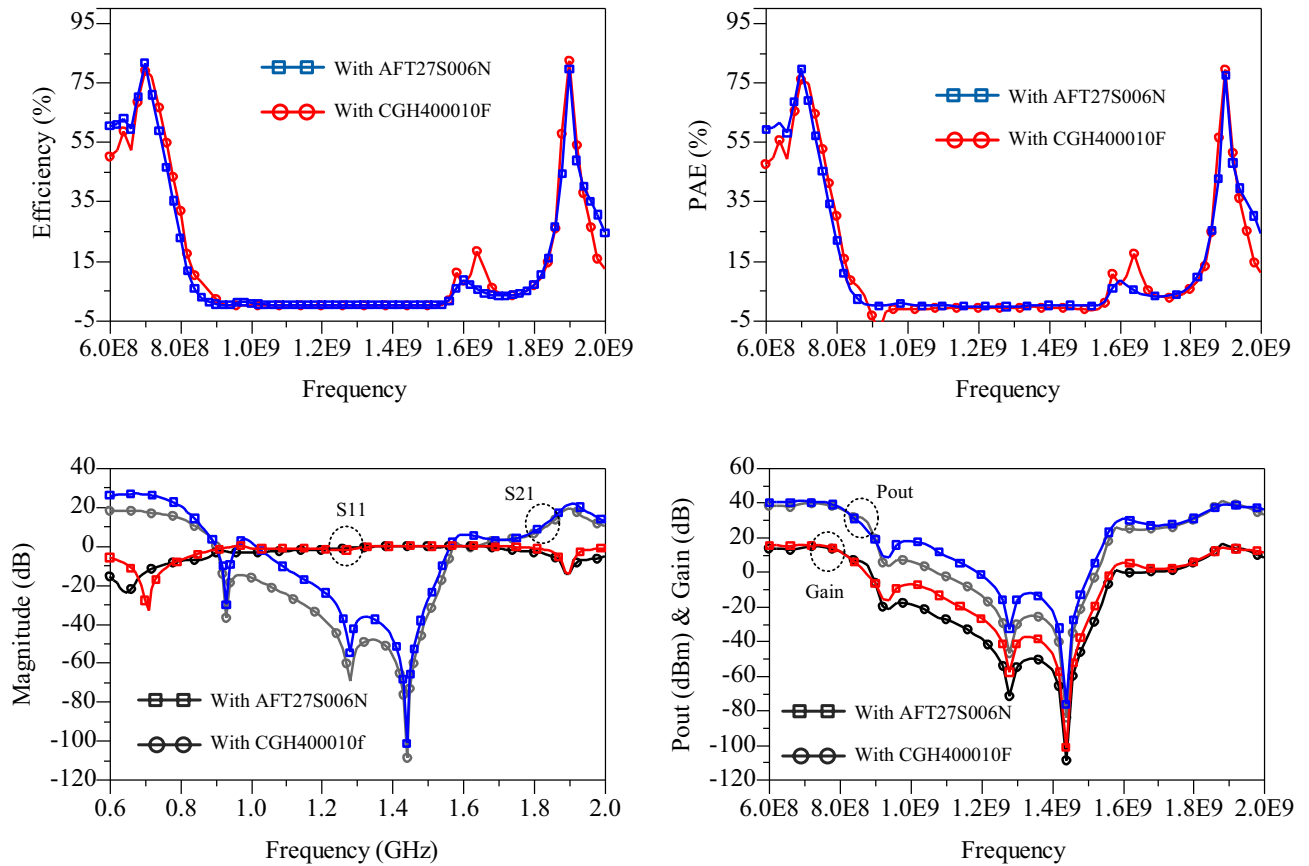 95
75
55
35
15
-5
Efficiency (%)
With AFT27S006N
With CGH400010F
6.0E8
8.0E8
1.0E9
1.2E9
1.4E9
1.6E9
1.8E9
2.0E9
Frequency
95
75
55
35
15
-5
PAE (%)
With AFT27S006N
With CGH400010F
6.0E8
8.0E8
1.0E9
1.2E9
1.4E9
1.6E9
1.8E9
2.0E9
Frequency
40
20
0
-20
-40
-60
-80
-100
-120
Magnitude (dB)
S11
S21
With AFT27S006N
With CGH400010f
0.6
0.8
1.0
1.2
1.4
1.6
1.8
2.0
Frequency (GHz)
60
40
20
0
-20
-40
-60
-80
-100
-120
Pout (dBm) & Gain (dB)
Pout
Gain
With AFT27S006N
With CGH400010F
6.0E8
8.0E8
1.0E9
1.2E9
1.4E9
1.6E9
1.8E9
2.0E9
Frequency